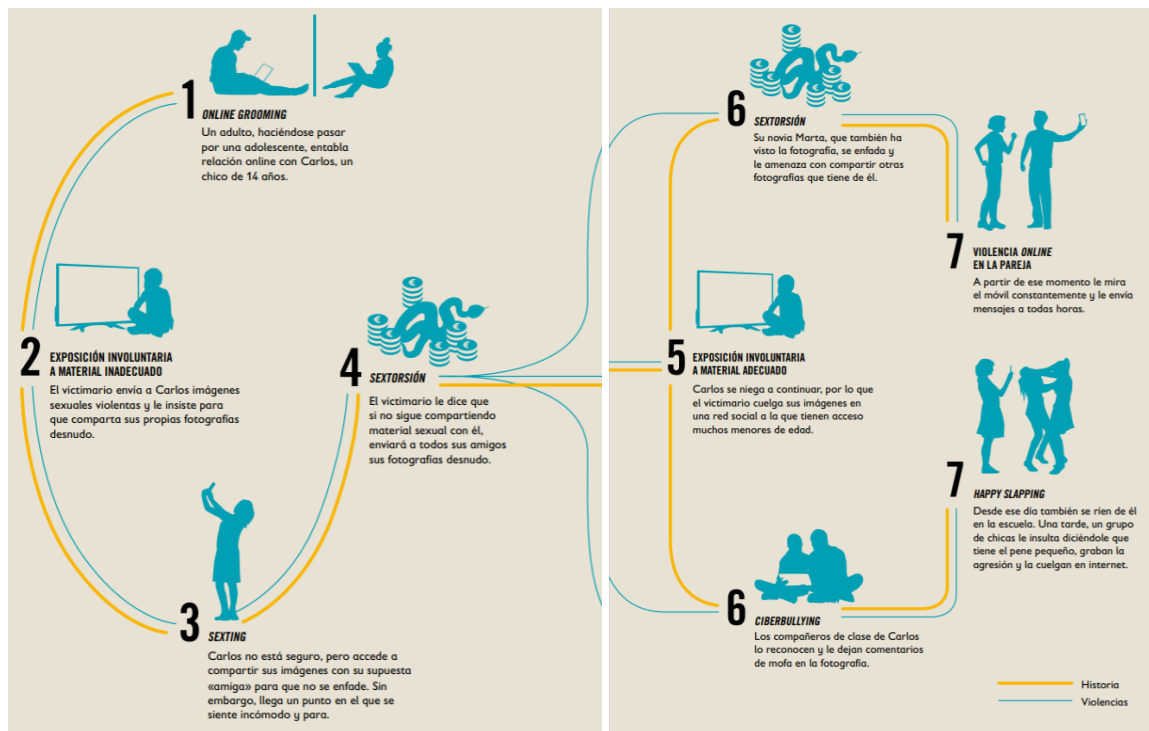 1
ONLINE GROOMING
Un adulto, haciéndose pasar
por una adolescente, entabla
relación online con Carlos, un
chico de 14 años.
2
EXPOSICIÓN INVOLUNTARIA
A MATERIAL INADECUADO
El victimario envía a Carlos imágenes
sexuales violentas y le insiste para
que comparta sus propias fotografías
desnudo.
3
SEXTING
Carlos no está seguro, pero accede a
compartir sus imágenes con su supuesta
«amiga» para que no se enfade. Sin
embargo, llega un punto en el que se
siente incómodo y para.
4
SEXTORSIÓN
El victimario le dice que
si no sigue compartiendo
material sexual con él,
enviará a todos sus amigos
sus fotografías desnudo.
5
EXPOSICIÓN INVOLUNTARIA
A MATERIAL ADECUADO
Carlos se niega a continuar, por lo que
el victimario cuelga sus imágenes en
una red social a la que tienen acceso
muchos menores de edad.
6
SEXTORSIÓN
Su novia Marta, que también ha
visto la fotografía, se enfada y
le amenaza con compartir otras
fotografías que tiene de él.
7
VIOLENCIA ONLINE
EN LA PAREJA
A partir de ese momento le mira
el móvil constantemente y le envía
mensajes a todas horas.
6
CIBERBULLYING
Los compañeros de clase de Carlos
lo reconocen y le dejan comentarios
de mofa en la fotografía.
7
HAPPY SLAPPING
Desde ese día también se ríen de él
en la escuela. Una tarde, un grupo
de chicas le insulta diciéndole que
tiene el pene pequeño, graban la
agresión y la cuelgan en internet.
Historia
Violencias